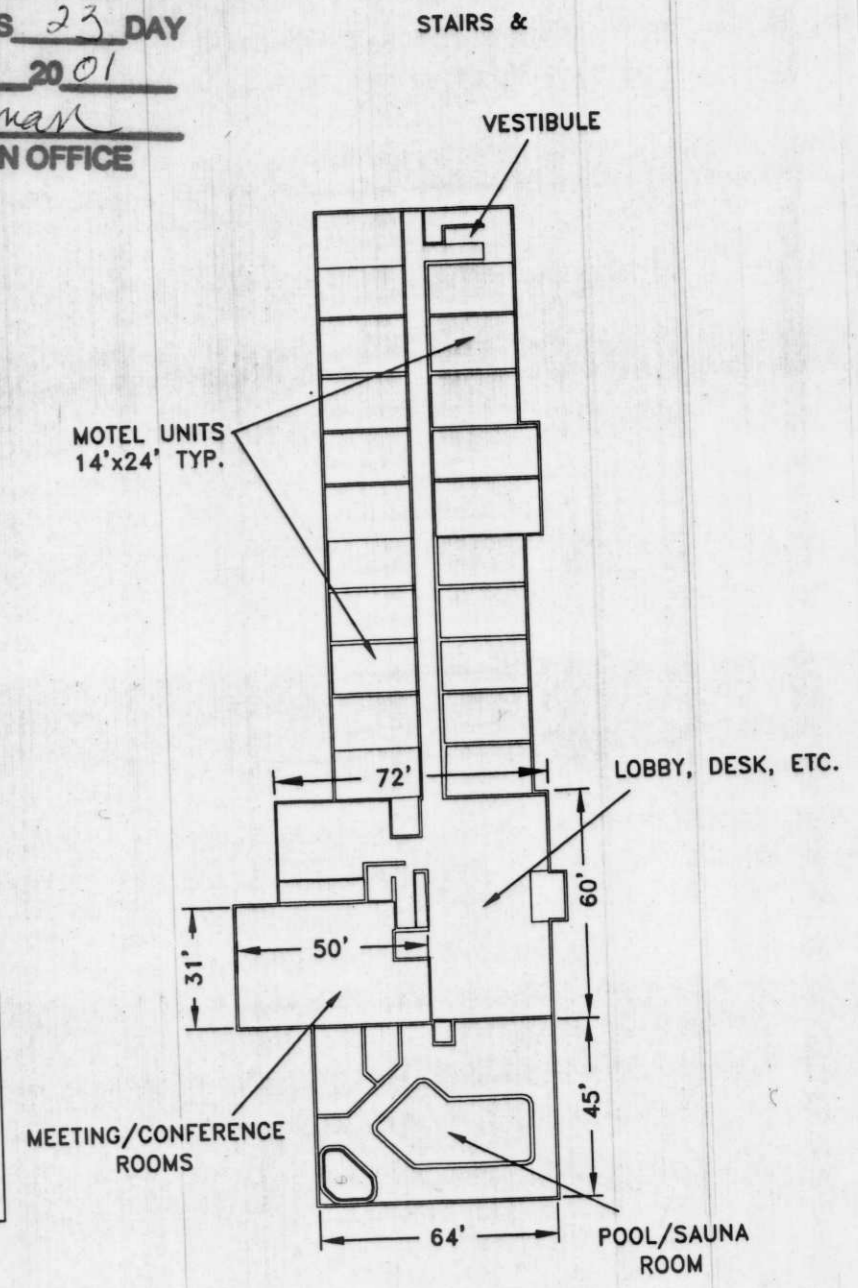 S 23 DAY
20 01
N OFFICE
STAIRS &
VESTIBULE
MOTEL UNITS
14'x24' TYP.
72'
LOBBY, DESK, ETC.
60'
50'
31'
45'
MEETING/CONFERENCE
ROOMS
64'
POOL/SAUNA
ROOM